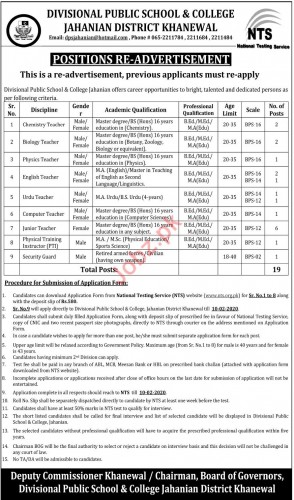 DIVISIONAL PUBLIC SCHOOL & COLLEGE
JAHANIAN DISTRICT KHANEWAL
Email: dpsjahanian@hotmail.com , Phone # 065-2211784, 2211684, 2211484
NTS
National Testing Service
POSITIONS RE-ADVERTISEMENT
This is a re-advertisement, previous applicants must re-apply
Divisional Public School & College Jahanian offers career opportunities to bright, talented and dedicated persons as
per following criteria.
Sr. No. Discipline Gender Academic Qualification Professional Qualification Age Limit Scale No. of Posts
1 Chemistry Teacher Male/ Female Master degree/BS (Hons) 16 years education in (Chemistry). B.Ed./M.Ed/ M.A(Edu) 20-35 BPS-16 2
2 Biology Teacher Male/ Female Master degree/BS (Hons) 16 years education in (Botany, Zoology, Biology or equivalent). B.Ed./M.Ed/ M.A(Edu) 20-35 BPS-16 2
3 Physics Teacher Male/ Female Master degree/BS (Hons) 16 years education in (Physics) B.Ed./M.Ed/ M.A(Edu) 20-35 BPS-16 1
4 English Teacher Male/ Female M.A. (English)/Master in Teaching of English as Second Language/Linguistics. B.Ed./M.Ed/ M.A(Edu) 20-35 BPS-16 BPS-14 2 1
5 Urdu Teacher Male/ Female M.A. Urdu/B.S. Urdu (4-years) B.Ed./M.Ed/ M.A(Edu) 20-35 BPS-14 BPS-12 1 1
6 Computer Teacher Male/ Female Master degree/BS (Hons) 16 years education in (Computer Sciences) B.Ed./M.Ed/ M.A(Edu) 20-35 BPS-14 1
7 Junior Teacher Male/ Female Master degree/BS (Hons) 16 years education in any subject. B.Ed./M.Ed/ M.A(Edu) 20-35 BPS-12 6
8 Physical Training Instructor (PTI) Male M.A. / M.Sc. (Physical Education/ Sports Science) 20-35 BPS-12 1
9 Security Guard Male Retired armed forces/Civilian (having own weapon) 18-40 BPS-02 1
Total Posts 19
Procedure for Submission of Application Form:
1. Candidates can download Application Form from National Testing Service (NTS) website (www.nts.org.pk) for Sr.No.1 to 8 along
with the deposit slip of
Sr.No.9 will apply directly to Divisional Public School & College, Jahanian District Khanewal till 10-02-2020.
2. Candidates shall submit duly filled Application Form, along with deposit slip of prescribed fee in favour of National Testing Service,
copy of CNIC and two recent passport size photographs, directly to NTS through courier on the address mentioned on Application
Form.
4. In case a candidate wishes to apply for more than one post, he/she must submit separate application form for each post.
5. Upper age limit will be relaxed according to Government Policy. Maximum age (from Sr. No.1 to 8) for male is 40 years and for female
is 43 years.
6. Candidates having minimum 2nd Division can apply.
7. Test fee shall be paid in any branch of ABL, MCB, Meezan Bank or HBL on prescribed bank challan (attached with application form
downloaded from NTS website).
8. Incomplete applications or applications received after close of office hours on the last date of submission of application will not be
entertained.
9. Application complete in all respects should reach to NTS till 10-02-2020.
10. Roll No. Slip shall be separately dispatched directly to candidate by NTS at least one week before the test.
11. Candidates shall have at least 50% marks in NTS test to qualify for interview.
12. The short listed candidates shall be called for final interview and list of selected candidate will be displayed in Divisional Public
School & College, Jahanian District Khanewal.
13. The selected candidates without professional qualification will have to acquire the prescribed professional qualification within five
years.
14. Chairman BOG will be the final authority to select or reject a candidate on interview basis and this decision will not be challenged in
any court of law.
15. No TA/DA will be admissible to candidates.
Deputy Commissioner Khanewal / Chairman, Board of Governors,
Divisional Public School & College Jahanian District Khanewal